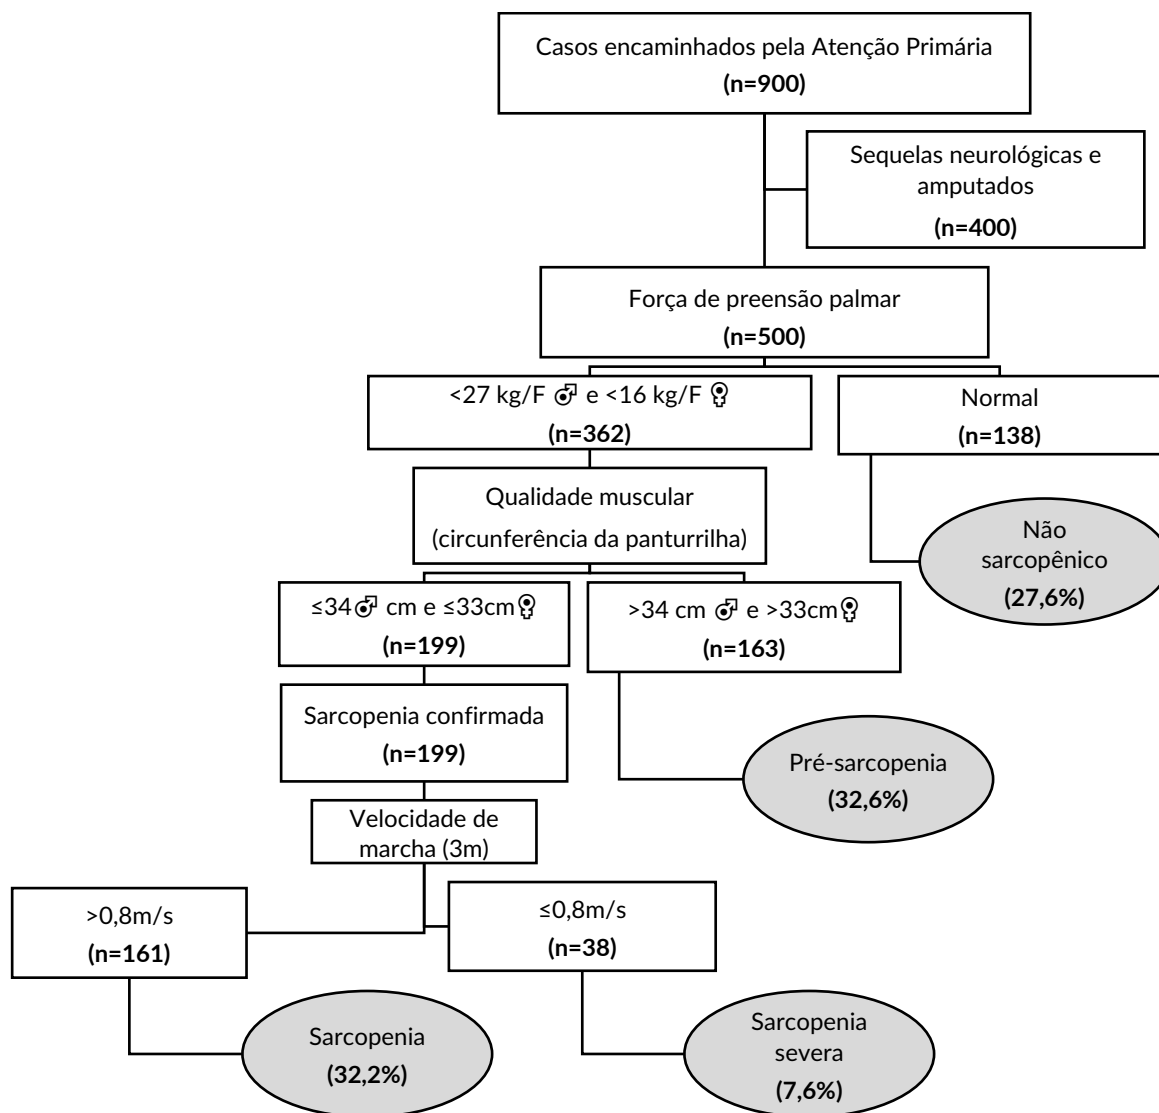 Casos encaminhados pela Atenção Primária
(n=900)
Sequelas neurológicas e
amputados
(n=400)
Força de preensão palmar
(n=500)
<27 kg/F ♂ e <16 kg/F ♀
(n=362)
Normal
(n=138)
Qualidade muscular
(circunferência da panturrilha)
Não
sarcopênico
(27,6%)
≤34♂ cm e ≤33cm♀
(n=199)
>34 cm ♂ e >33cm♀
(n=163)
Sarcopenia confirmada
(n=199)
Pré-sarcopenia
(32,6%)
Velocidade de
marcha (3m)
>0,8m/s
(n=161)
≤0,8m/s
(n=38)
Sarcopenia
(32,2%)
Sarcopenia
severa
(7,6%)